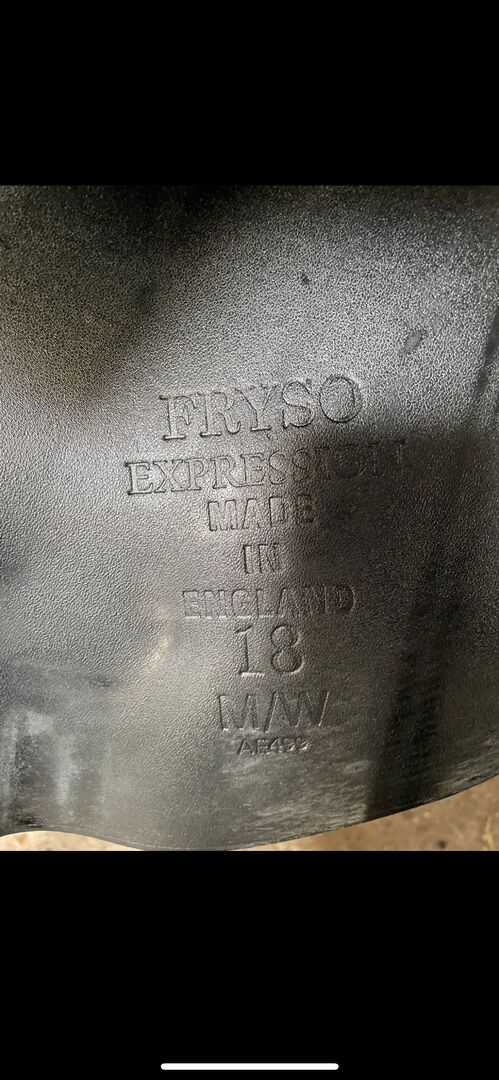 FRYSO
EXPRESSION
MADE
IN
ENGLAND
18
M/W